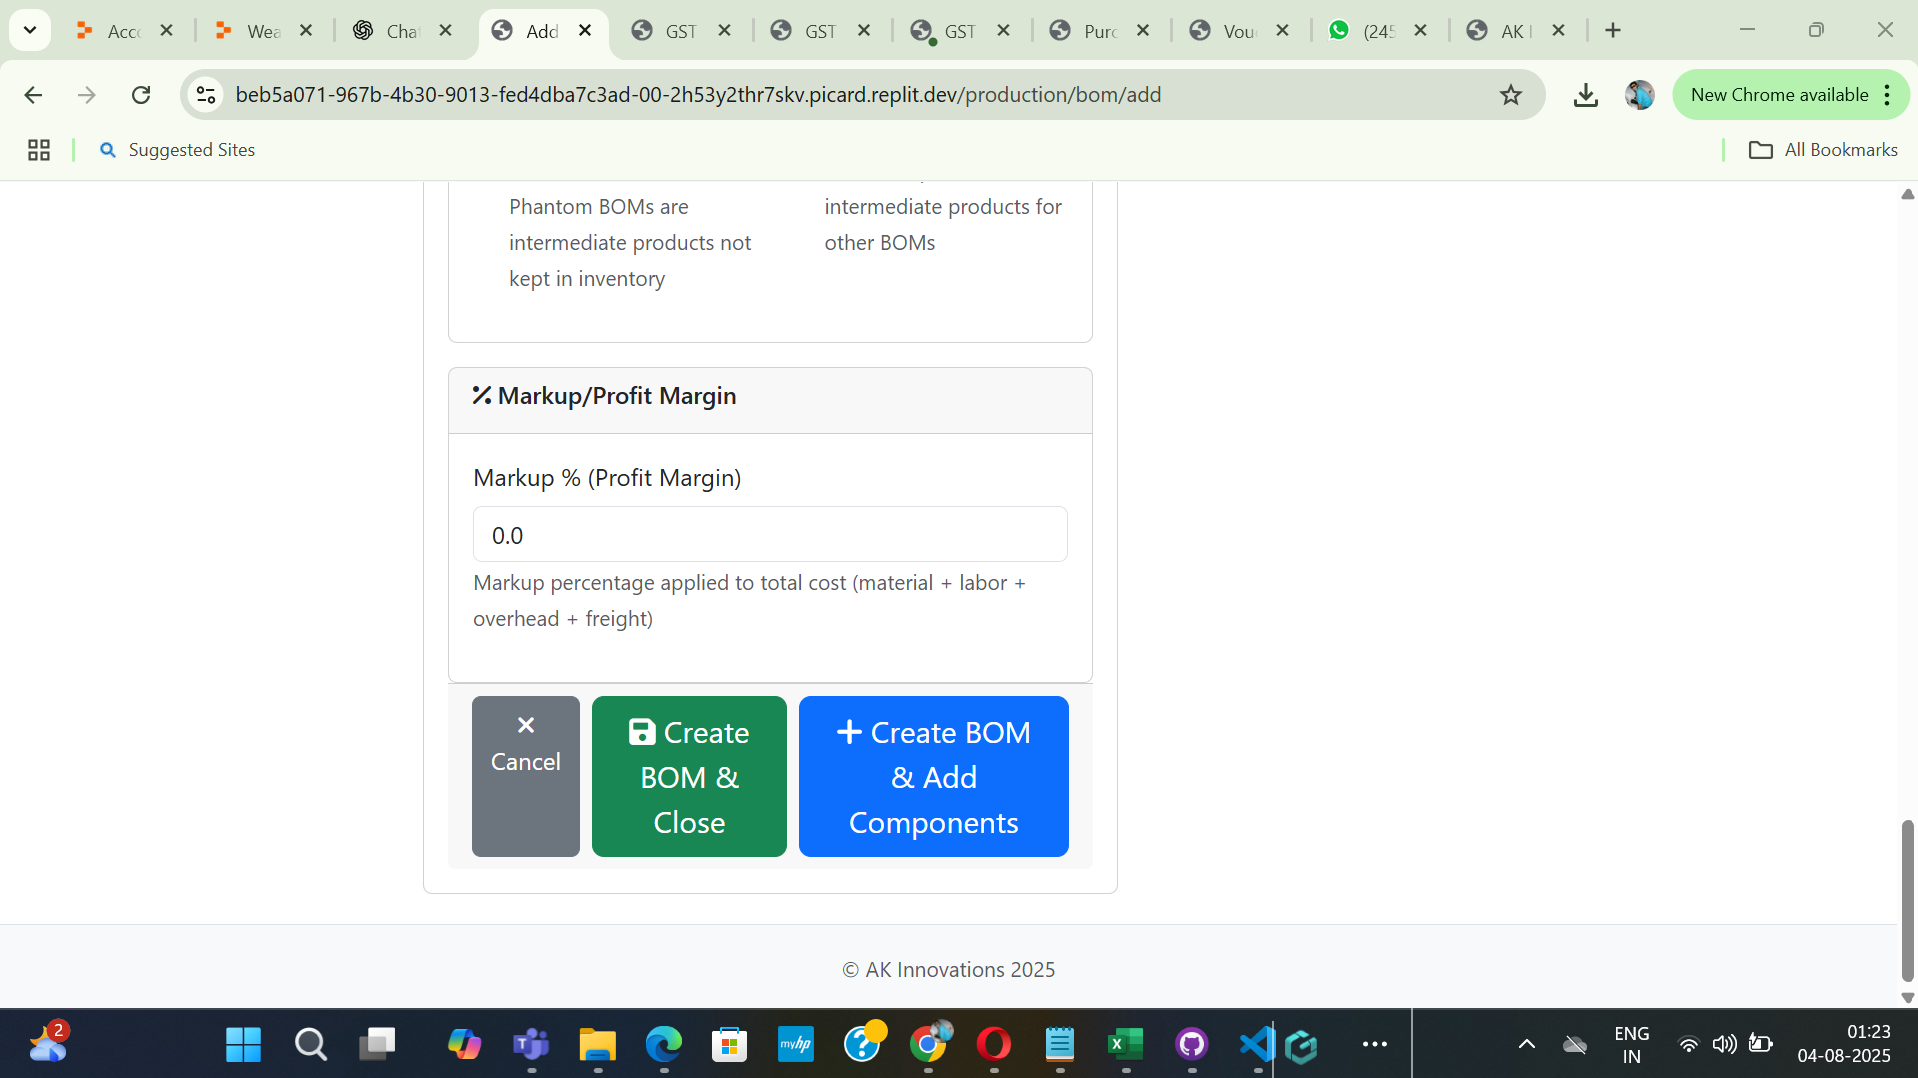 Acc
Wea
Chat
Add
GST
GST
GST
Purc
Vou
(245
AK I
beb5a071-967b-4b30-9013-fed4dba7c3ad-00-2h53y2thr7skv.picard.replit.dev/production/bom/add
New Chrome available
Suggested Sites
All Bookmarks
Phantom BOMs are
intermediate products not
kept in inventory
intermediate products for
other BOMs
Markup/Profit Margin
Markup % (Profit Margin)
0.0
Markup percentage applied to total cost (material + labor +
overhead + freight)
Cancel
Create
BOM &
Close
Create BOM
& Add
Components
© AK Innovations 2025
2
myhp
ENG
IN
01:23
04-08-2025